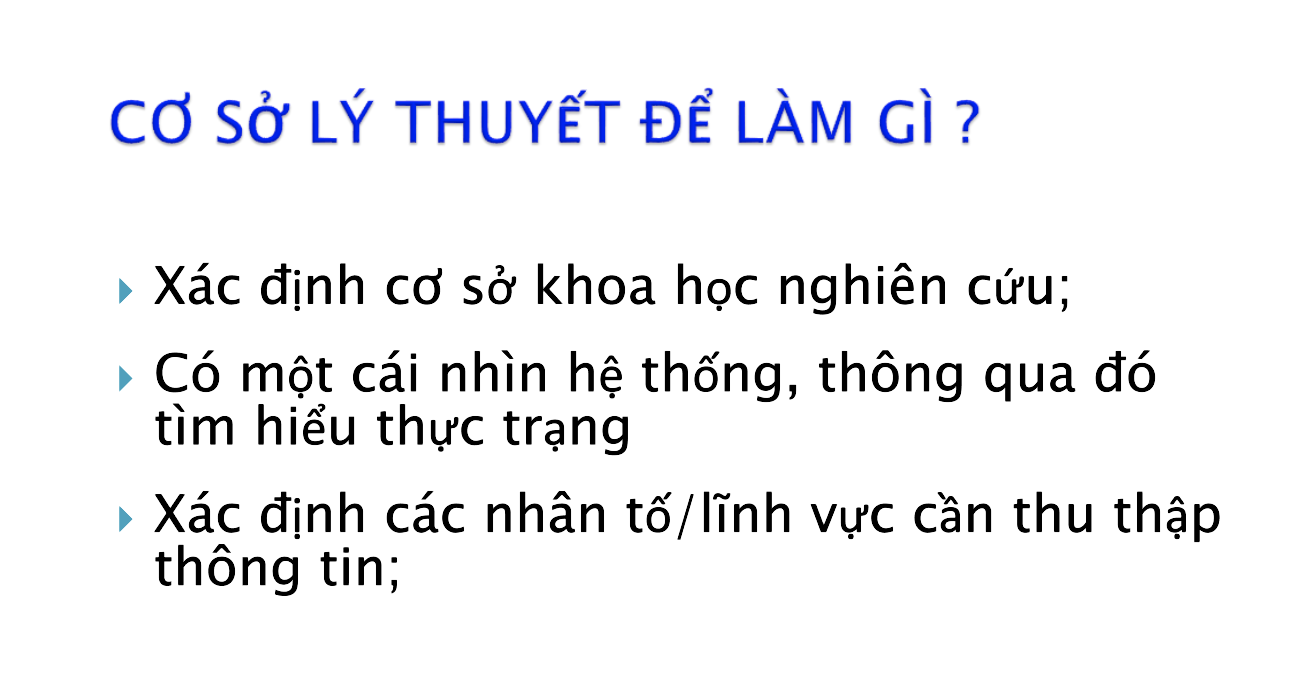 CƠ SỞ LÝ THUYẾT ĐỂ LÀM GÌ ?
Xác định cơ sở khoa học nghiên cứu;
Có một cái nhìn hệ thống, thông qua đó
tìm hiểu thực trạng
Xác định các nhân tố/lĩnh vực cần thu thập
thông tin;